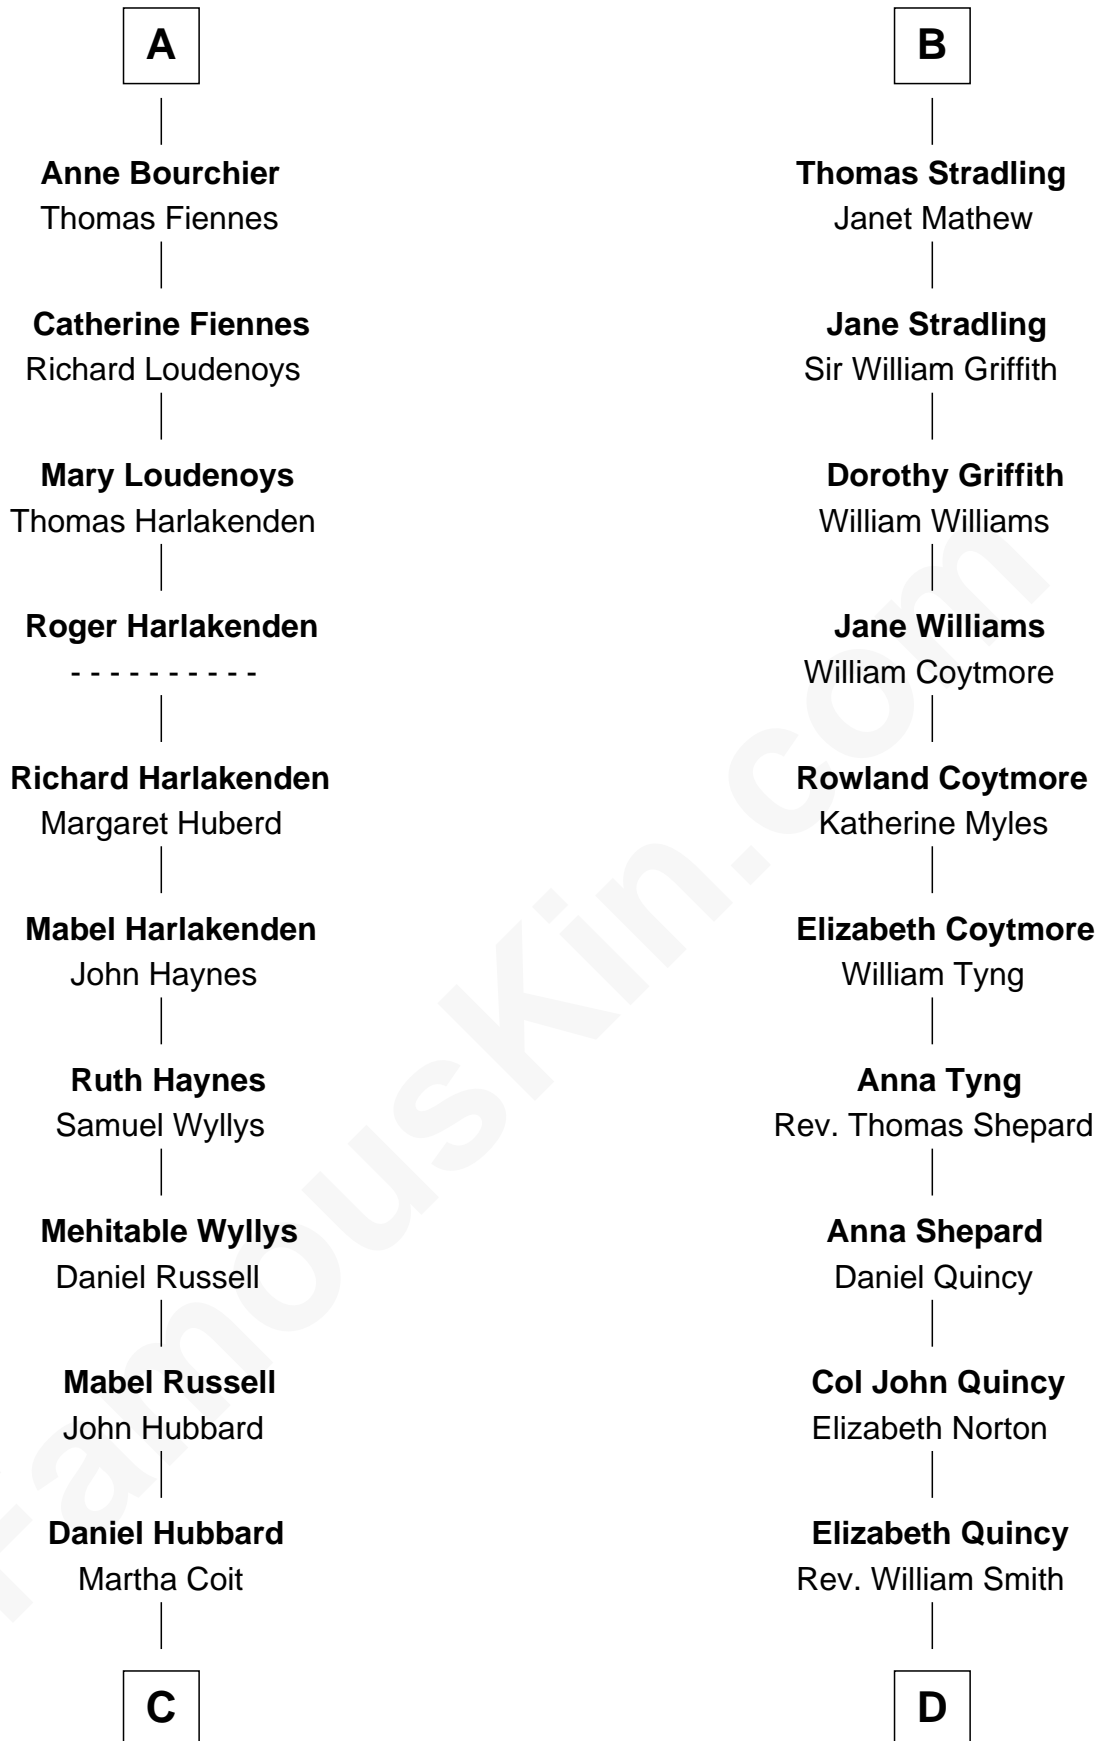 A
Anne Bourchier
Thomas Fiennes
Catherine Fiennes
Richard Loudenoys
Mary Loudenoys
Thomas Harlakenden
Roger Harlakenden
- - - - - - - - - -
Richard Harlakenden
Margaret Huberd
Mabel Harlakenden
John Haynes
Ruth Haynes
Samuel Wyllys
Mehitable Wyllys
Daniel Russell
Mabel Russell
John Hubbard
Daniel Hubbard
Martha Coit
C
B
Thomas Stradling
Janet Mathew
Jane Stradling
Sir William Griffith
Dorothy Griffith
William Williams
Jane Williams
William Coytmore
Rowland Coytmore
Katherine Myles
Elizabeth Coytmore
William Tyng
Anna Tyng
Rev. Thomas Shepard
Anna Shepard
Daniel Quincy
Col John Quincy
Elizabeth Norton
Elizabeth Quincy
Rev. William Smith
D
FamousKin.com